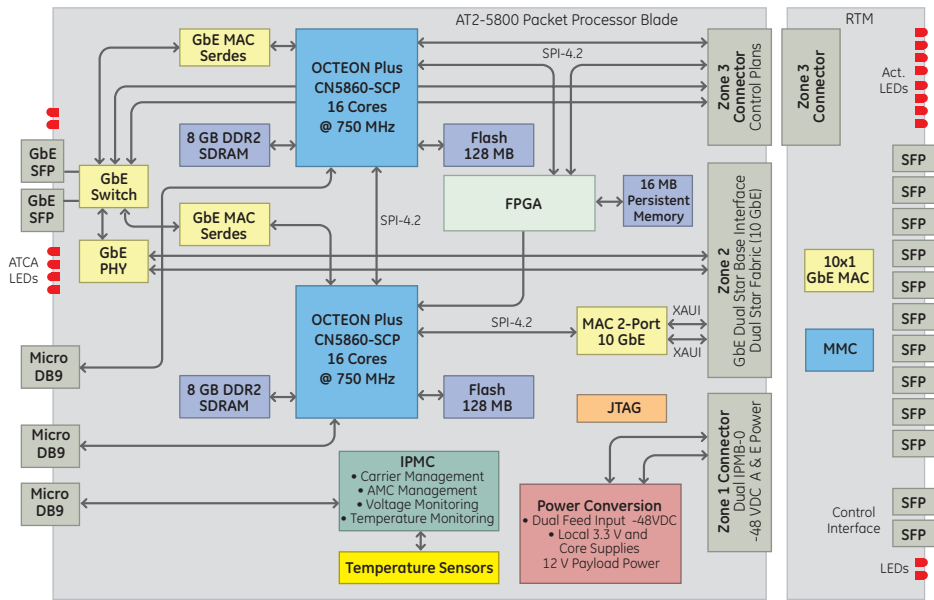 AT2-5800 Packet Processor Blade
RTM
GbE MAC
Serdes
OCTEON Plus
CN5860-SCP
16 Cores
@ 750 MHz
SPI-4.2
Zone 3
Connector
Control Plans
Zone 3
Connector
Act.
LEDs
8 GB DDR2
SDRAM
Flash
128 MB
GbE
SFP
GbE
SFP
GbE
Switch
GbE MAC
Serdes
SPI-4.2
FPGA
16 MB
Persistent
Memory
GbE
PHY
ATCA
LEDs
Zone 2
GbE Dual Star Base Interface
Dual Star Fabric (10 GbE)
OCTEON Plus
CN5860-SCP
16 Cores
@ 750 MHz
SPI-4.2
MAC 2-Port
10 GbE
XAUI
XAUI
10x1
GbE MAC
MMC
Micro
DB9
8 GB DDR2
SDRAM
Flash
128 MB
JTAG
Micro
DB9
Micro
DB9
IPMC
• Carrier Management
• AMC Management
• Voltage Monitoring
• Temperature Monitoring
Temperature Sensors
Power Conversion
• Dual Feed Input -48VDC
• Local 3.3 V and
Core Supplies
12 V Payload Power
Zone 1 Connector
Dual IPMB-0
-48 VDC A & E Power
SFP
SFP
SFP
SFP
SFP
SFP
SFP
SFP
SFP
SFP
Control
Interface
SFP
SFP
LEDs